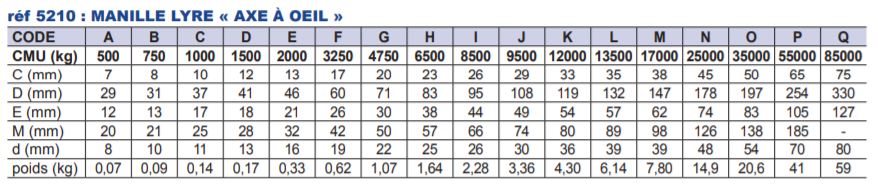 réf 5210 : MANILLE LYRE « AXE À OEIL »
CODE A B C D E F G H I J K L M N O P Q
CMU (kg) 500 750 1000 1500 2000 3250 4750 6500 8500 9500 12000 13500 17000 25000 35000 55000 85000
C (mm) 7 8 10 12 13 17 20 23 26 29 33 35 38 45 50 65 75
D (mm) 29 31 37 41 46 60 71 83 95 108 119 132 147 178 197 254 330
E (mm) 12 13 17 18 21 26 30 38 44 49 54 57 62 74 83 105 127
M (mm) 20 21 25 28 32 42 50 57 66 74 80 89 98 126 138 185 -
d (mm) 8 10 11 13 16 19 22 25 26 30 36 39 39 48 54 70 80
poids (kg) 0,07 0,09 0,14 0,17 0,33 0,62 1,07 1,64 2,28 3,36 4,30 6,14 7,80 14,9 20,6 41 59